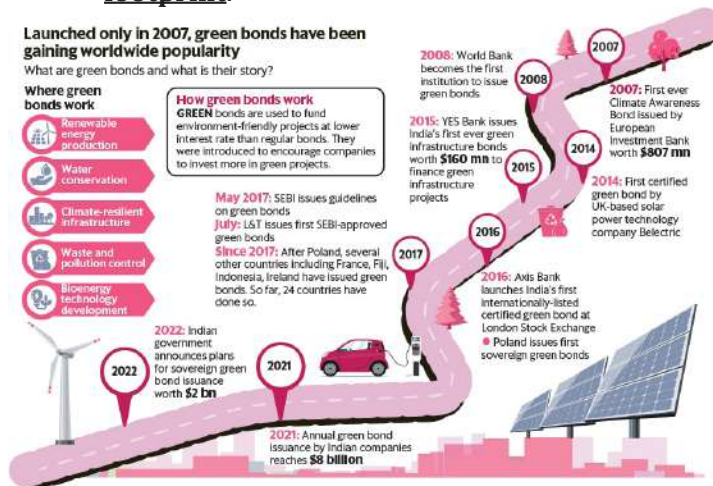 footprint.
Launched only in 2007, green bonds have been
gaining worldwide popularity
What are green bonds and what is their story?
Where green
bonds work
Renewable
energy
production
Water
conservation
Climate-resilient
infrastructure
Waste and
pollution control
Bioenergy
technology
development
How green bonds work
GREEN bonds are used to fund
environment-friendly projects at lower
interest rate than regular bonds. They
were introduced to encourage companies
to invest more in green projects.
2007
2007: First
ever
Climate Awareness
Bond issued by
European
Investment Bank
worth $807 mn
2008: World Bank
becomes the first
institution to issue
green bonds
2008
2014
2014: First certified
green bond by
UK-based solar
power technology
company Belectric
2015: YES Bank issues
India's first ever green
infrastructure bonds
worth $160 mn to
finance green
infrastructure
projects
2015
2016
2016: Axis Bank
launches India's first
internationally-listed
certified green bond at
London Stock Exchange
● Poland issues first
sovereign green bonds
May 2017: SEBI issues guidelines
on green bonds
July: L&T issues first SEBI-approved
green bonds
Since 2017: After Poland, several
other countries including France, Fiji,
Indonesia, Ireland have issued green
bonds. So far, 24 countries have
done so.
2017
2021
2021: Annual green bond
issuance by Indian companies
reaches $8 billion
2022: Indian
government
announces plans
for sovereign green
bond issuance
worth $2 bn
2022